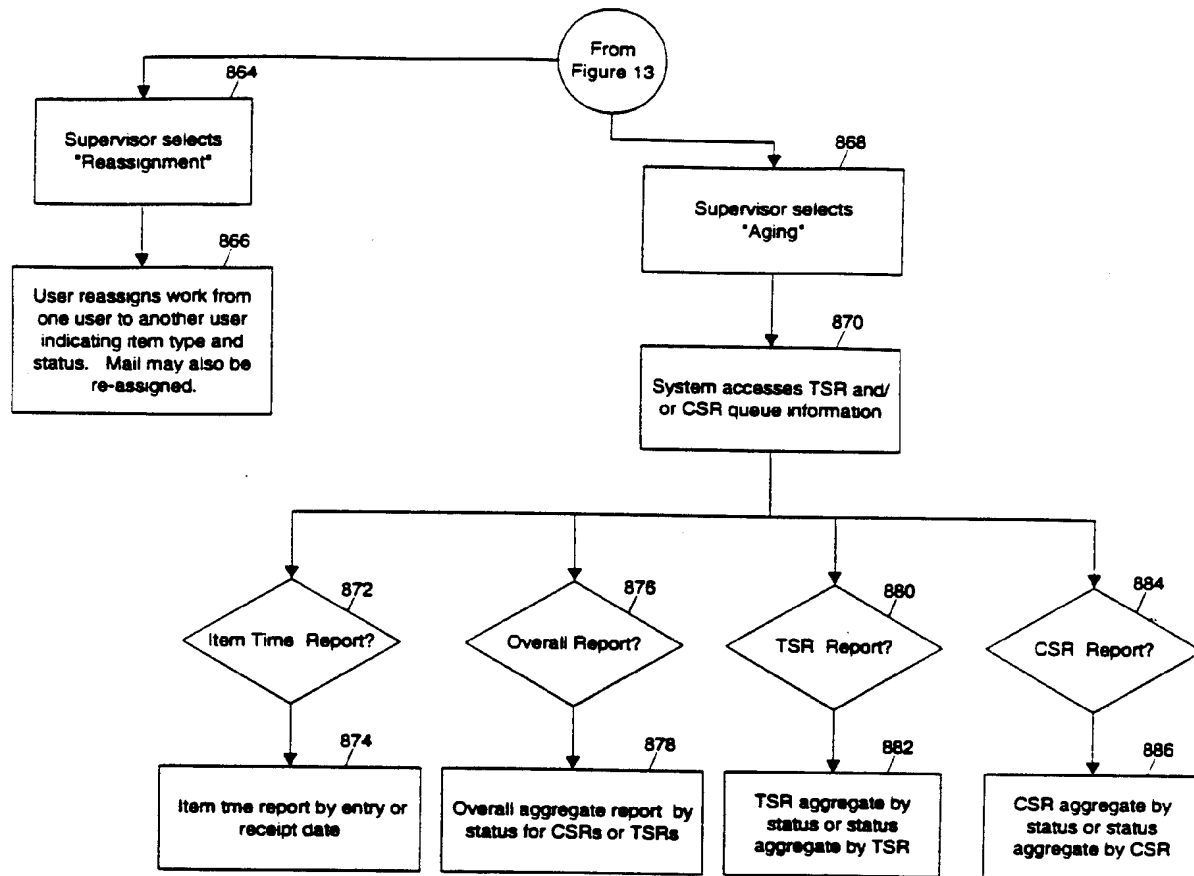 From
Figure 13
864
Supervisor selects
"Reassignment"
868
Supervisor selects
"Aging"
866
User reassigns work from
one user to another user
indicating item type and
status. Mail may also be
re-assigned.
870
System accesses TSR and/
or CSR queue information
872
Item Time Report?
876
Overall Report?
880
TSR Report?
884
CSR Report?
874
Item tme report by entry or
receipt date
878
Overall aggregate report by
status for CSRs or TSRs
882
TSR aggregate by
status or status
aggregate by TSR
886
CSR aggregate by
status or status
aggregate by CSR